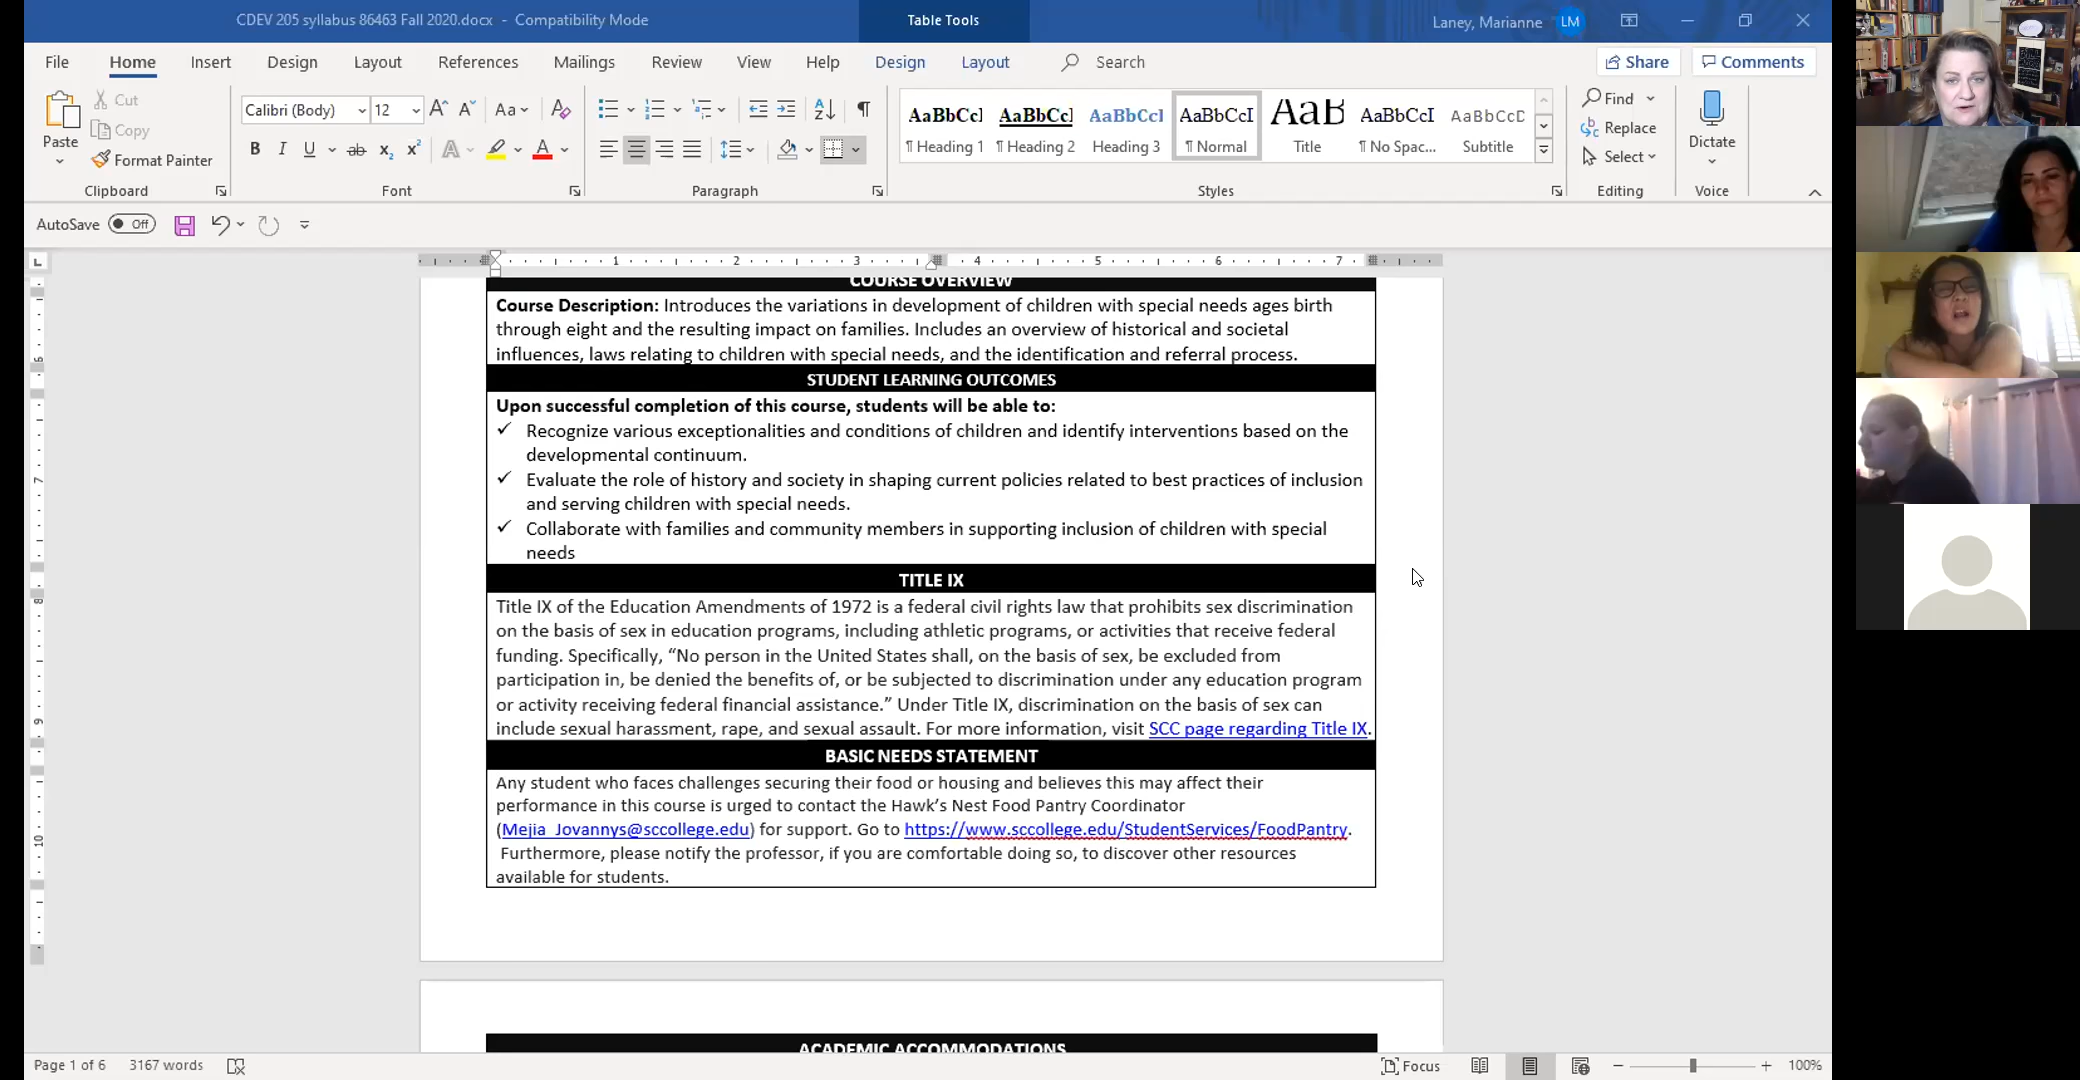 CDEV 205 syllabus 86463 Fall 2020.docx - Compatibility Mode
Table Tools
Laney, Marianne LM
File Home Insert Design Layout References Mailings Review View Help Design Layout Search
Share Comments
Paste
Cut
Copy
Format Painter
Clipboard
Calibri (Body) 12
Font
Paragraph
AaBbCcI AaBbCcI AaBbCcI AaBbCcI AaB AaBbCcI AaBbCcD
¶ Heading 1 ¶ Heading 2 Heading 3 ¶ Normal Title ¶ No Spac... Subtitle
Styles
Find
Replace
Select
Editing
Dictate
Voice
AutoSave Off
1 2 3 4 5 6 7
COURSE OVERVIEW
Course Description: Introduces the variations in development of children with special needs ages birth
through eight and the resulting impact on families. Includes an overview of historical and societal
influences, laws relating to children with special needs, and the identification and referral process.
STUDENT LEARNING OUTCOMES
Upon successful completion of this course, students will be able to:
✓ Recognize various exceptionalities and conditions of children and identify interventions based on the
developmental continuum.
✓ Evaluate the role of history and society in shaping current policies related to best practices of inclusion
and serving children with special needs.
✓ Collaborate with families and community members in supporting inclusion of children with special
needs
TITLE IX
Title IX of the Education Amendments of 1972 is a federal civil rights law that prohibits sex discrimination
on the basis of sex in education programs, including athletic programs, or activities that receive federal
funding. Specifically, “No person in the United States shall, on the basis of sex, be excluded from
participation in, be denied the benefits of, or be subjected to discrimination under any education program
or activity receiving federal financial assistance.” Under Title IX, discrimination on the basis of sex can
include sexual harassment, rape, and sexual assault. For more information, visit SCC page regarding Title IX.
BASIC NEEDS STATEMENT
Any student who faces challenges securing their food or housing and believes this may affect their
performance in this course is urged to contact the Hawk’s Nest Food Pantry Coordinator
(Mejia_Jovannys@sccollege.edu) for support. Go to https://www.sccollege.edu/StudentServices/FoodPantry.
Furthermore, please notify the professor, if you are comfortable doing so, to discover other resources
available for students.
ACADEMIC ACCOMMODATIONS
Page 1 of 6 3167 words
Focus
100%